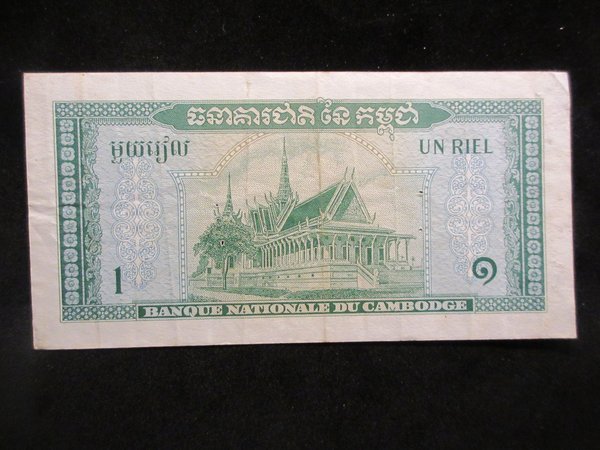 ធនាគារជាតិ នៃ កម្ពុជា
មួយរៀល
UN RIEL
1
១
BANQUE NATIONALE DU CAMBODGE